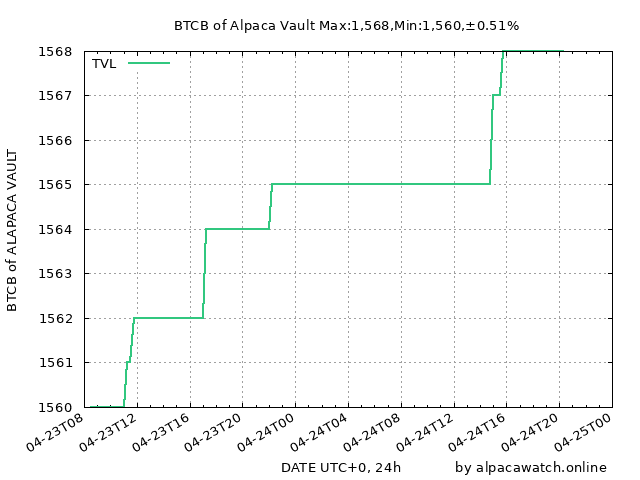 BTCB of Alpaca Vault Max:1,568,Min:1,560,±0.51%
TVL
BTCB of ALAPACA VAULT
1568
1567
1566
1565
1564
1563
1562
1561
1560
04-23T08
04-23T12
04-23T16
04-23T20
04-24T00
04-24T04
04-24T08
04-24T12
04-24T16
04-24T20
04-25T00
DATE UTC+0, 24h
by alpacawatch.online